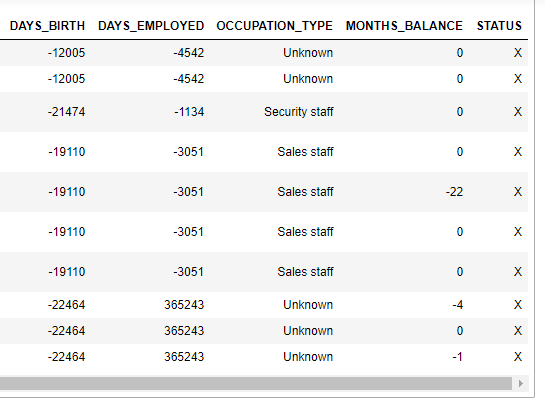 DAYS_BIRTH DAYS_EMPLOYED OCCUPATION_TYPE MONTHS_BALANCE STATUS
-12005 -4542 Unknown 0 X
-12005 -4542 Unknown 0 X
-21474 -1134 Security staff 0 X
-19110 -3051 Sales staff 0 X
-19110 -3051 Sales staff -22 X
-19110 -3051 Sales staff 0 X
-19110 -3051 Sales staff 0 X
-22464 365243 Unknown -4 X
-22464 365243 Unknown 0 X
-22464 365243 Unknown -1 X